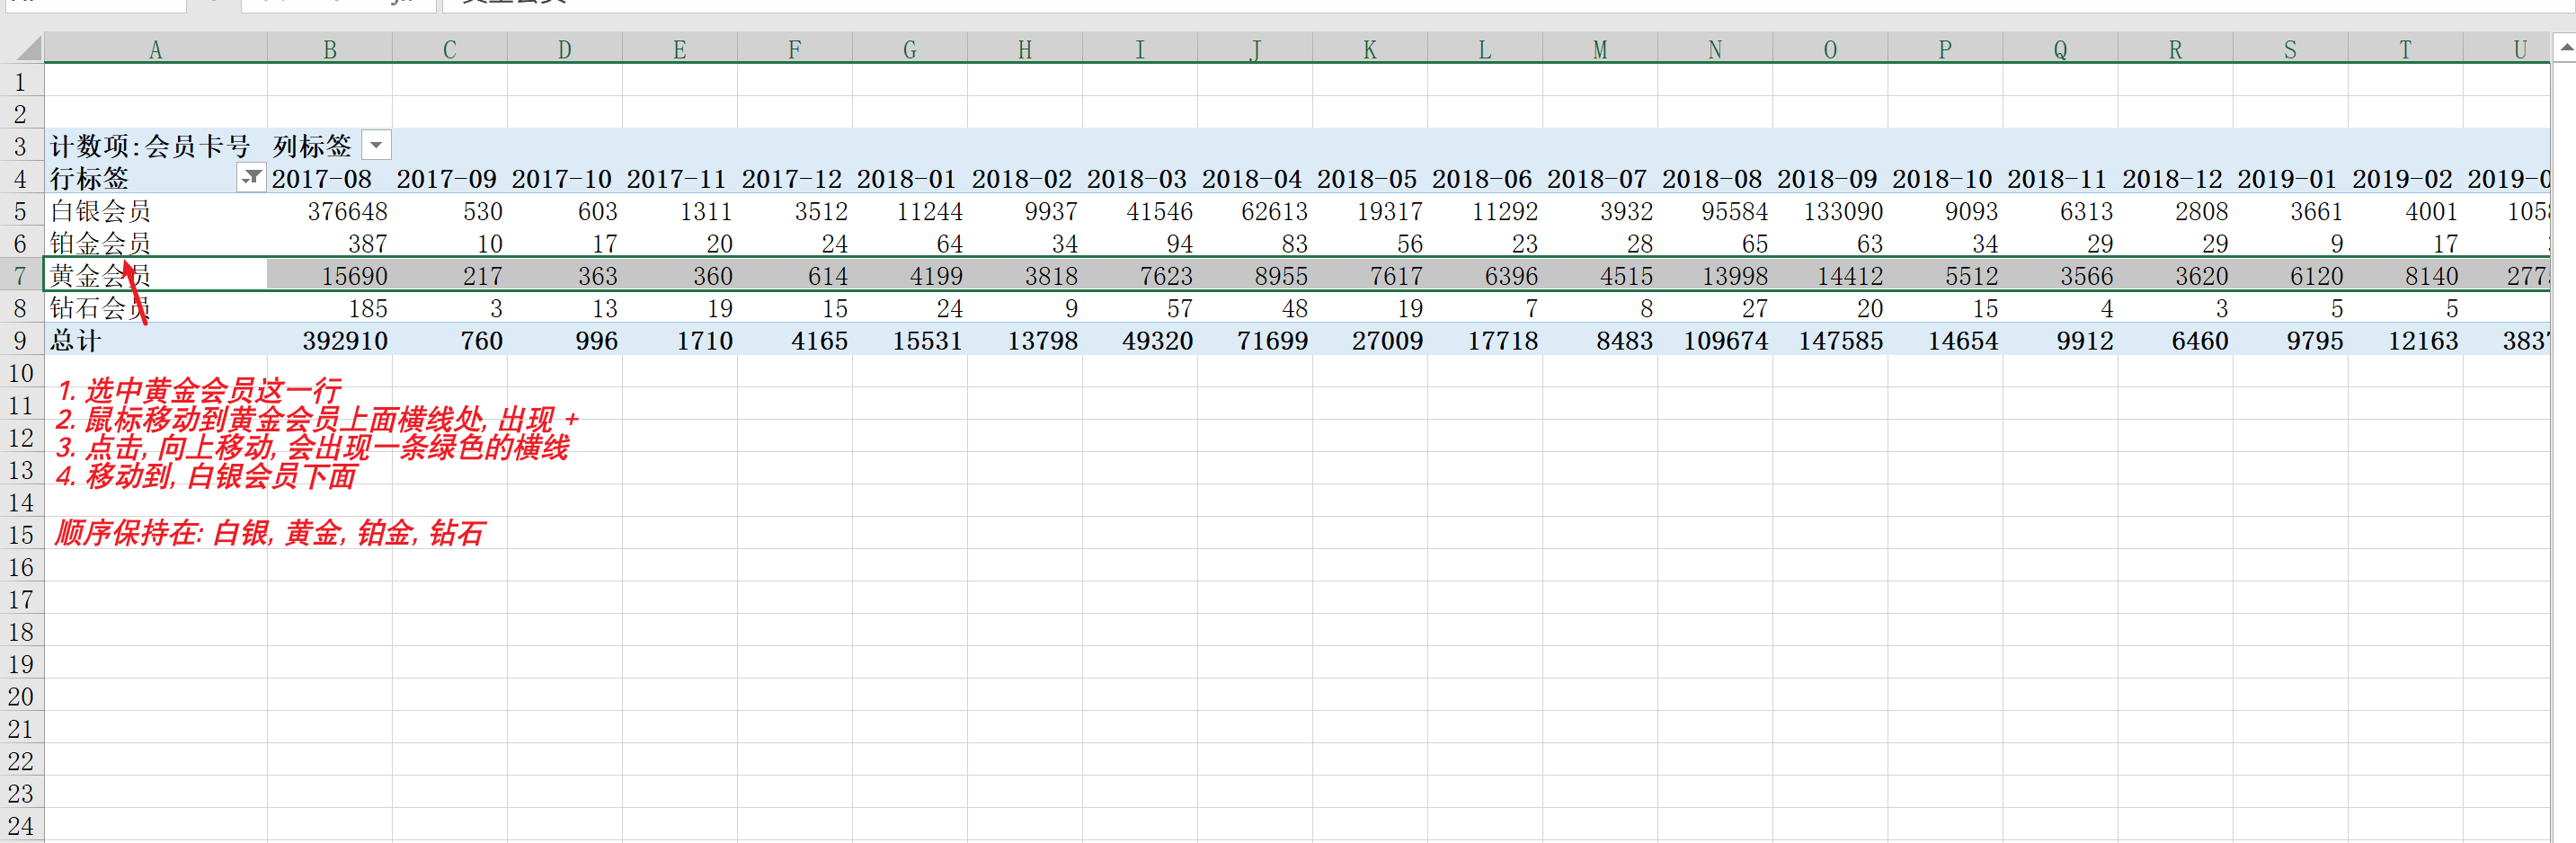 A B C D E F G H I J K L M N O P Q R S T U
1
2
3 计数项:会员卡号 列标签
4 行标签 2017-08 2017-09 2017-10 2017-11 2017-12 2018-01 2018-02 2018-03 2018-04 2018-05 2018-06 2018-07 2018-08 2018-09 2018-10 2018-11 2018-12 2019-01 2019-02 2019-0
5 白银会员 376648 530 603 1311 3512 11244 9937 41546 62613 19317 11292 3932 95584 133090 9093 6313 2808 3661 4001 105
6 铂金会员 387 10 17 20 24 64 34 94 83 56 23 28 65 63 34 29 29 9 17
7 黄金会员 15690 217 363 360 614 4199 3818 7623 8955 7617 6396 4515 13998 14412 5512 3566 3620 6120 8140 277
8 钻石会员 185 3 13 19 15 24 9 57 48 19 7 8 27 20 15 4 3 5 5
9 总计 392910 760 996 1710 4165 15531 13798 49320 71699 27009 17718 8483 109674 147585 14654 9912 6460 9795 12163 383
10
1. 选中黄金会员这一行
11
2. 鼠标移动到黄金会员上面横线处, 出现 +
12
3. 点击, 向上移动, 会出现一条绿色的横线
13
4. 移动到, 白银会员下面
14
15
顺序保持在: 白银, 黄金, 铂金, 钻石
16
17
18
19
20
21
22
23
24